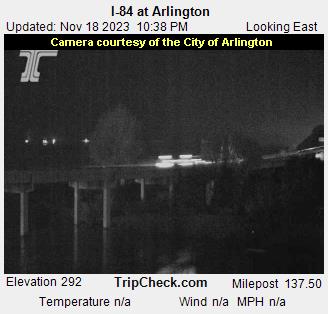 I-84 at Arlington
Updated: Nov 18 2023 10:38 PM Looking East
Camera courtesy of the City of Arlington
Elevation 292 TripCheck.com Milepost 137.50
Temperature n/a Wind n/a MPH n/a